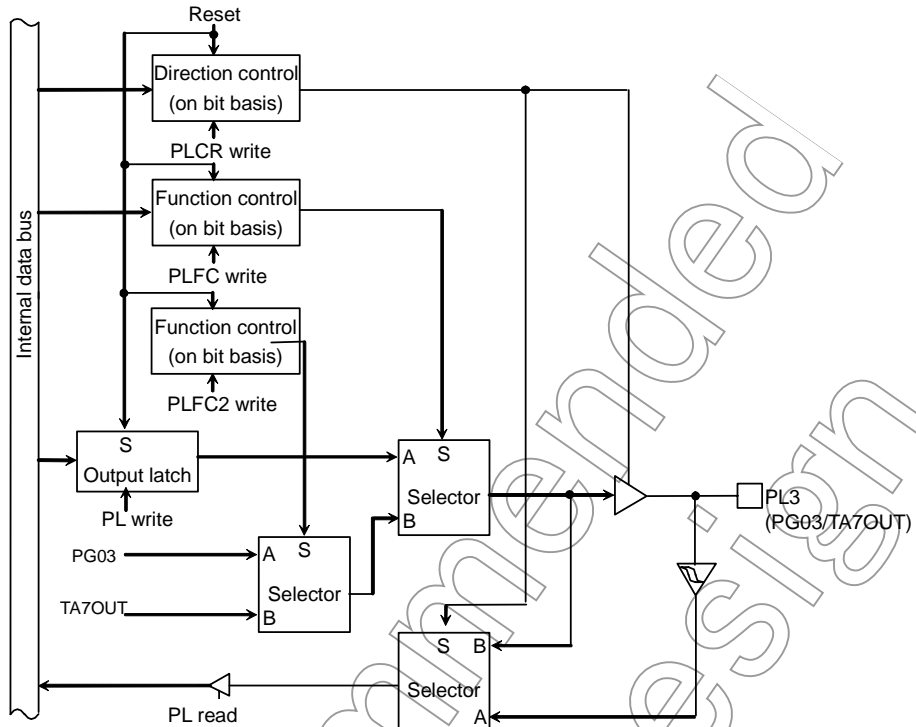 Reset
Direction control
(on bit basis)
PLCR write
Function control
(on bit basis)
PLFC write
Internal data bus
Function control
(on bit basis)
PLFC2 write
S
Output latch
PL write
A
S
Selector
B
PL3
(PG03/TA7OUT)
PG03
A
S
Selector
TA7OUT
B
S
B
Selector
A
PL read
mmended
esign